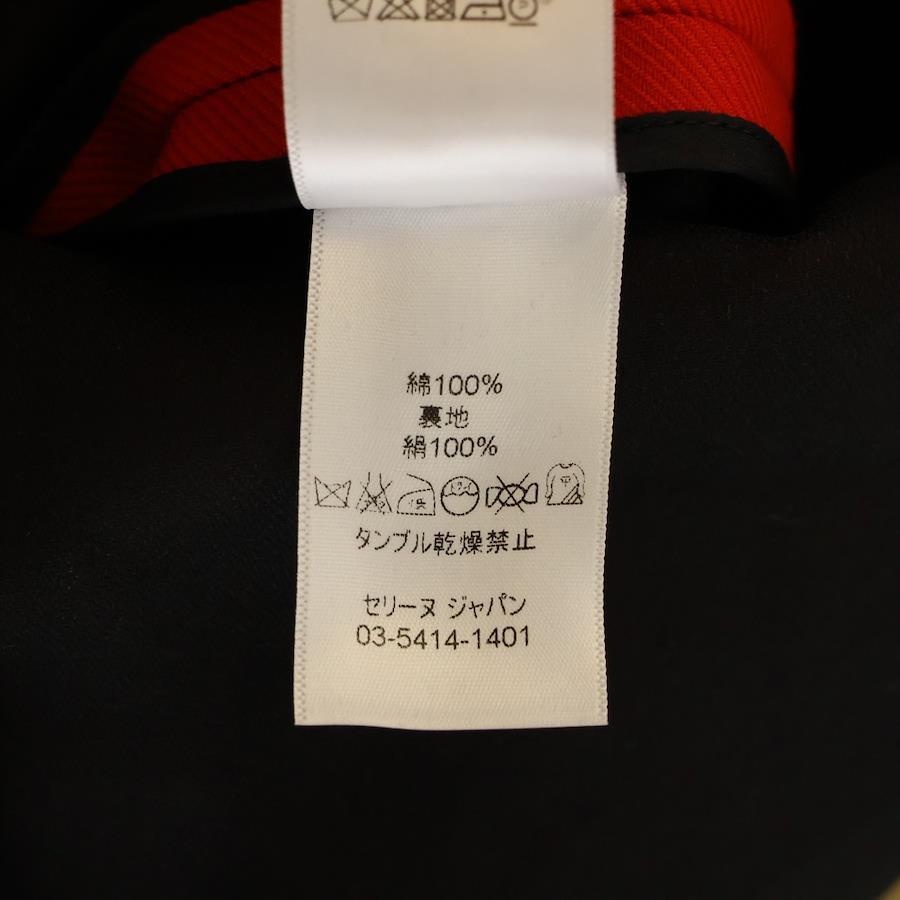 綿100%
裏地
絹100%
タンブル乾燥禁止
セリーヌ ジャパン
03-5414-1401